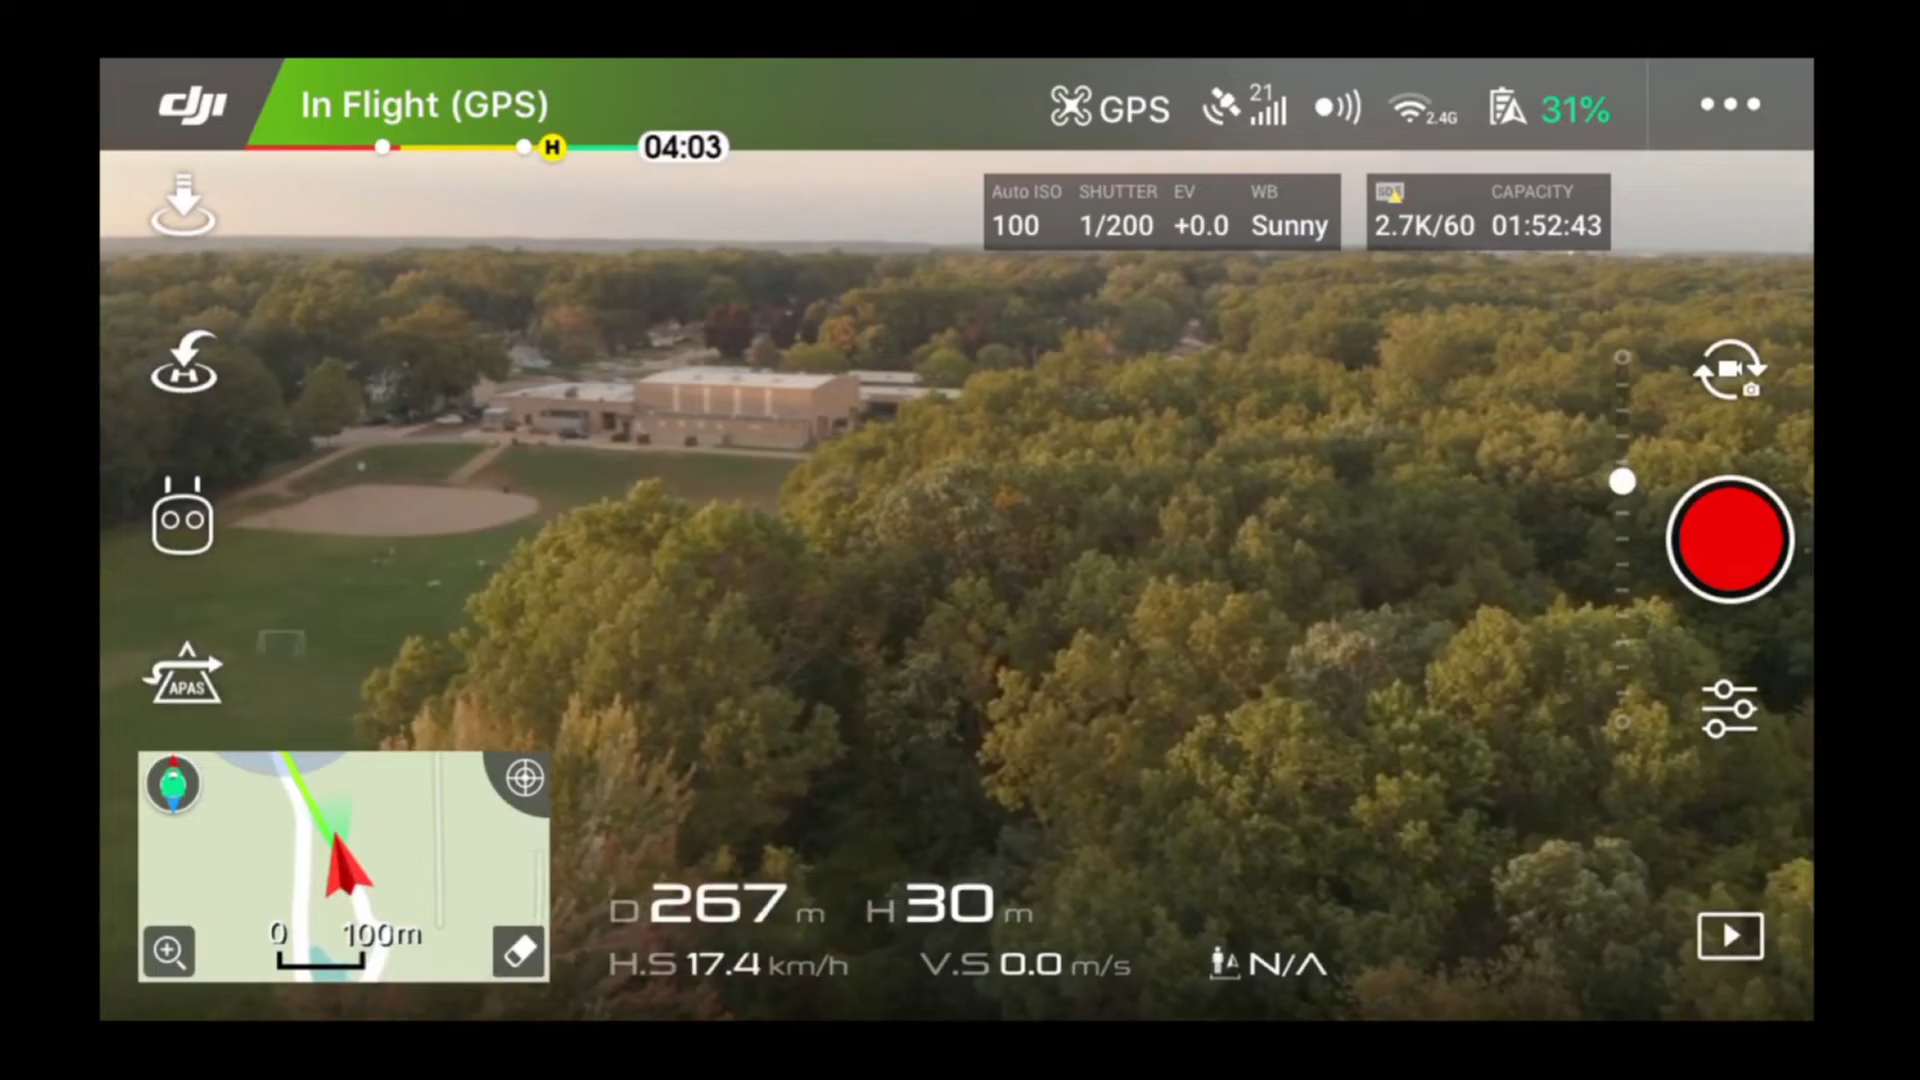 dji In Flight (GPS) GPS 21 2.4G 31%
H 04:03
Auto ISO SHUTTER EV WB CAPACITY
100 1/200 +0.0 Sunny 2.7K/60 01:52:43
H
APAS
D 267 m H 30 m
0 100m
H.S 17.4 km/h V.S 0.0 m/s N/A